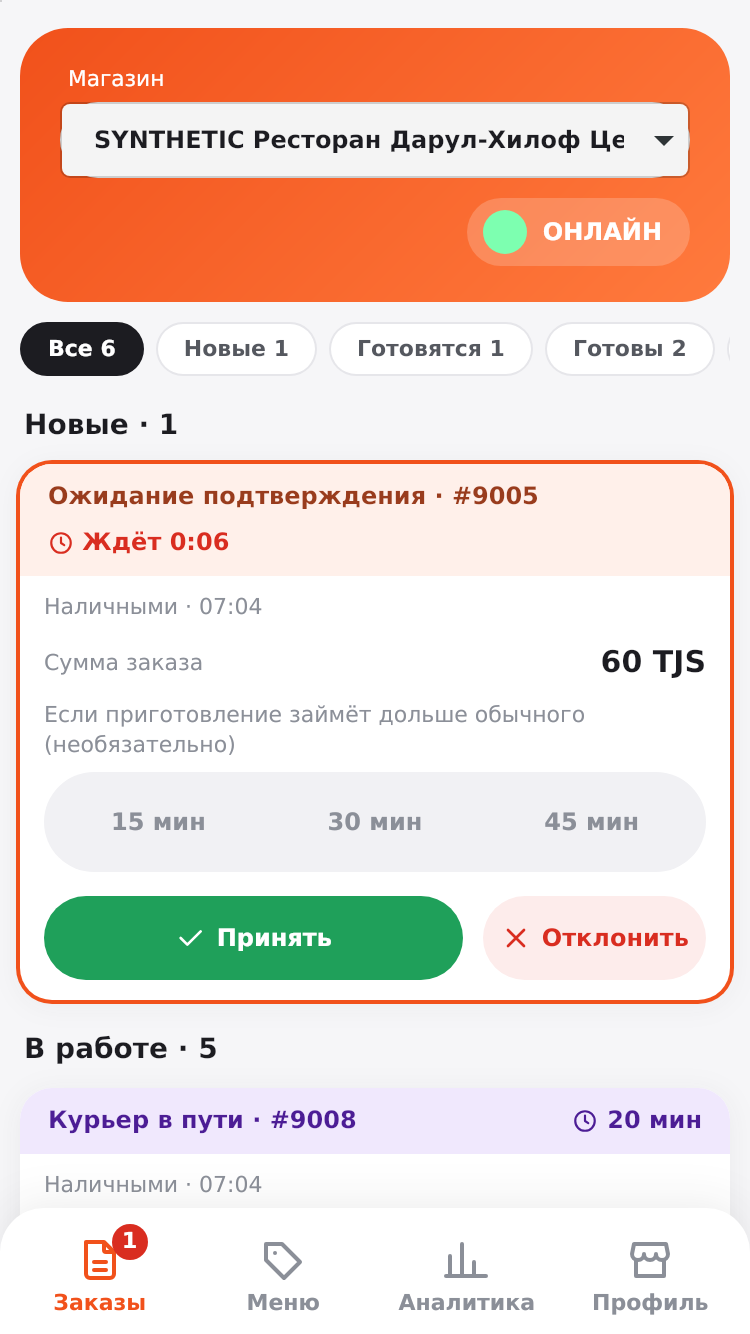 Магазин
SYNTHETIC Ресторан Дарул-Хилоф Це
ОНЛАЙН
Все 6
Новые 1
Готовятся 1
Готовы 2
Новые · 1
Ожидание подтверждения · #9005
Ждёт 0:06
Наличными · 07:04
Сумма заказа
60 TJS
Если приготовление займёт дольше обычного
(необязательно)
15 мин
30 мин
45 мин
Принять
Отклонить
В работе · 5
Курьер в пути · #9008
20 мин
Наличными · 07:04
1
Заказы
Меню
Аналитика
Профиль